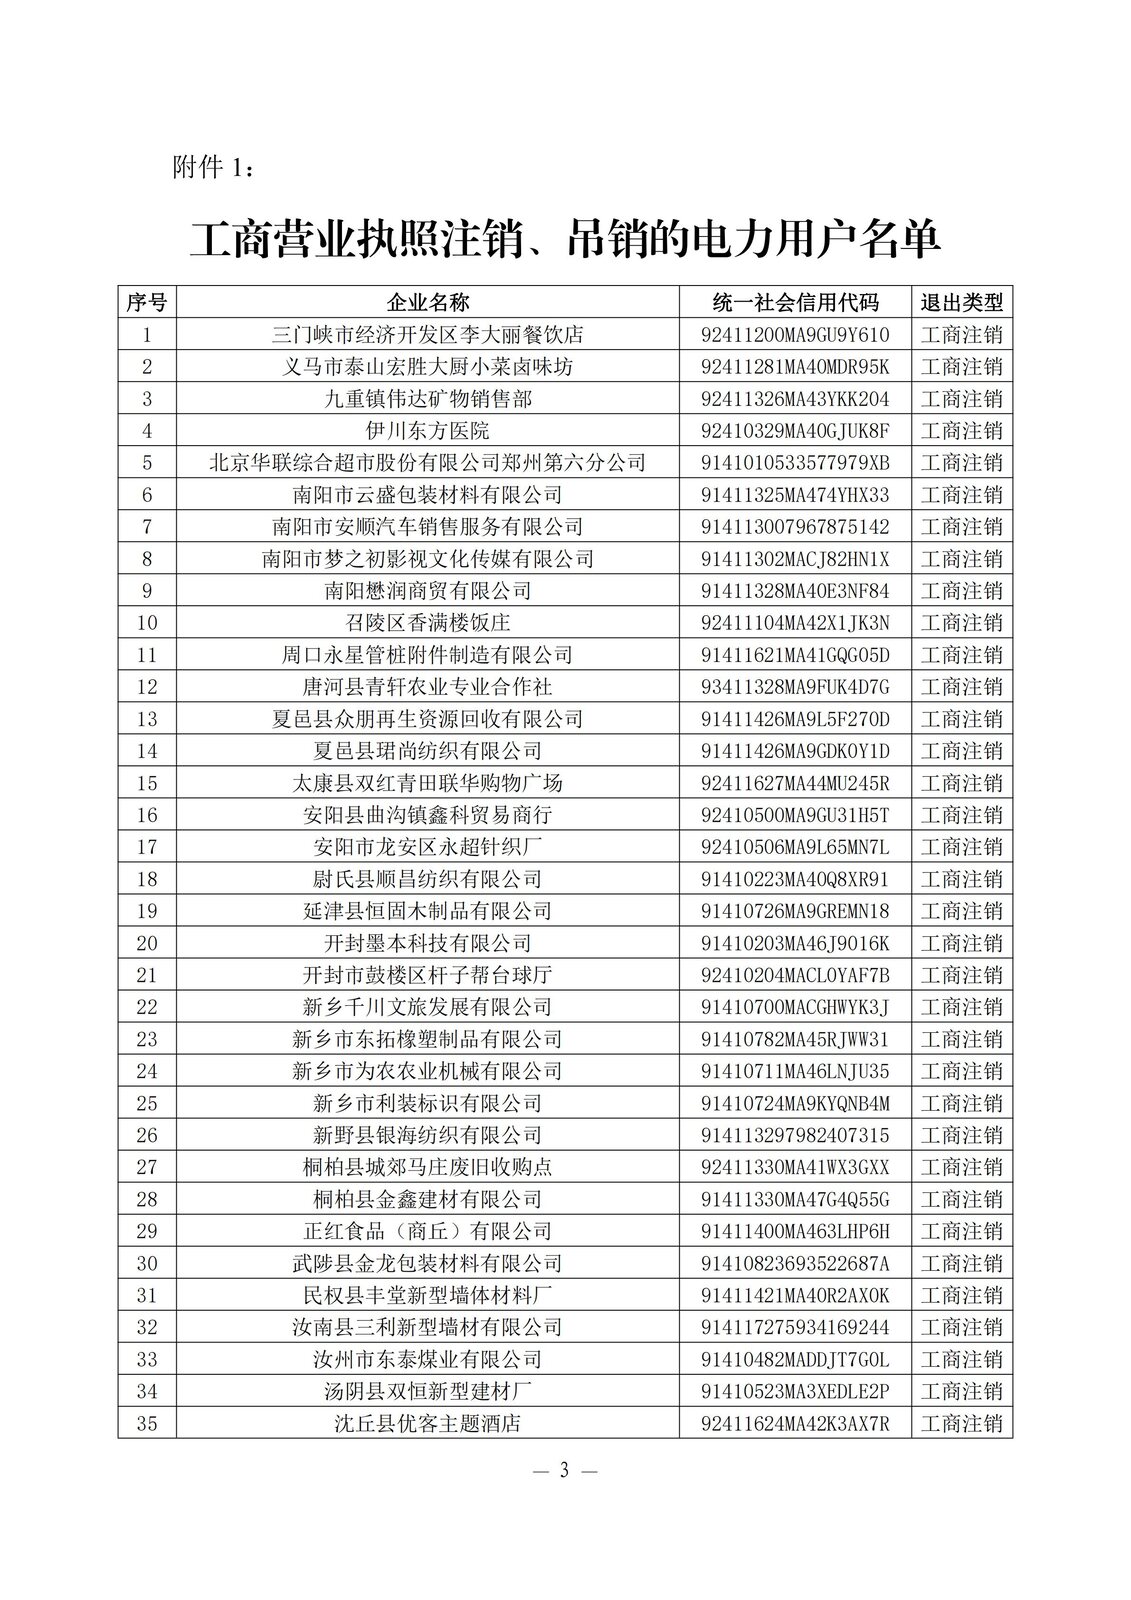 附件 1：
工商营业执照注销、吊销的电力用户名单
序号 企业名称 统一社会信用代码 退出类型
1 三门峡市经济开发区李大丽餐饮店 92411200MA9GU9Y610 工商注销
2 义马市泰山宏胜大厨小菜卤味坊 92411281MA40MDR95K 工商注销
3 九重镇伟达矿物销售部 92411326MA43YKK204 工商注销
4 伊川东方医院 92410329MA40GJUK8F 工商注销
5 北京华联综合超市股份有限公司郑州第六分公司 9141010533577979XB 工商注销
6 南阳市云盛包装材料有限公司 91411325MA474YHX33 工商注销
7 南阳市安顺汽车销售服务有限公司 914113007967875142 工商注销
8 南阳市梦之初影视文化传媒有限公司 91411302MACJ82HN1X 工商注销
9 南阳懋润商贸有限公司 91411328MA40E3NF84 工商注销
10 召陵区香满楼饭庄 92411104MA42X1JK3N 工商注销
11 周口永星管桩附件制造有限公司 91411621MA41GQG05D 工商注销
12 唐河县青轩农业专业合作社 93411328MA9FUK4D7G 工商注销
13 夏邑县众朋再生资源回收有限公司 91411426MA9L5F270D 工商注销
14 夏邑县珺尚纺织有限公司 91411426MA9GDK0Y1D 工商注销
15 太康县双红青田联华购物广场 92411627MA44MU245R 工商注销
16 安阳县曲沟镇鑫科贸易商行 92410500MA9GU31H5T 工商注销
17 安阳市龙安区永超针织厂 92410506MA9L65MN7L 工商注销
18 尉氏县顺昌纺织有限公司 91410223MA40Q8XR91 工商注销
19 延津县恒固木制品有限公司 91410726MA9GREMN18 工商注销
20 开封墨本科技有限公司 91410203MA46J9016K 工商注销
21 开封市鼓楼区杆子帮台球厅 92410204MACL0YAF7B 工商注销
22 新乡千川文旅发展有限公司 91410700MACGHWYK3J 工商注销
23 新乡市东拓橡塑制品有限公司 91410782MA45RJWW31 工商注销
24 新乡市为农农业机械有限公司 91410711MA46LNJU35 工商注销
25 新乡市利装标识有限公司 91410724MA9KYQNB4M 工商注销
26 新野县银海纺织有限公司 914113297982407315 工商注销
27 桐柏县城郊马庄废旧收购点 92411330MA41WX3GXX 工商注销
28 桐柏县金鑫建材有限公司 91411330MA47G4Q55G 工商注销
29 正红食品（商丘）有限公司 91411400MA463LHP6H 工商注销
30 武陟县金龙包装材料有限公司 91410823693522687A 工商注销
31 民权县丰堂新型墙体材料厂 91411421MA40R2AX0K 工商注销
32 汝南县三利新型墙材有限公司 914117275934169244 工商注销
33 汝州市东泰煤业有限公司 91410482MADDJT7G0L 工商注销
34 汤阴县双恒新型建材厂 91410523MA3XEDLE2P 工商注销
35 沈丘县优客主题酒店 92411624MA42K3AX7R 工商注销
— 3 —